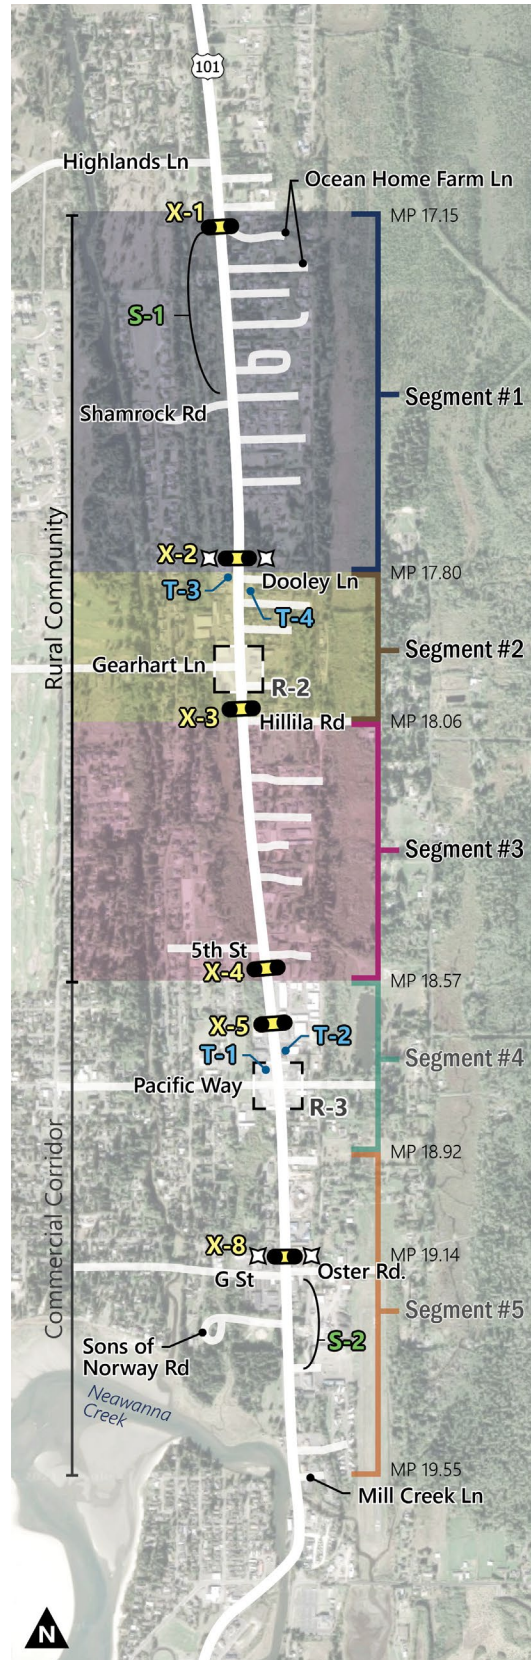 101
Highlands Ln
Ocean Home Farm Ln
X-1
MP 17.15
S-1
Segment #1
Shamrock Rd
Rural Community
X-2
T-3
Dooley Ln
MP 17.80
T-4
Segment #2
Gearhart Ln
R-2
X-3
Hillila Rd
MP 18.06
Segment #3
5th St
X-4
MP 18.57
X-5
T-2
T-1
Segment #4
Pacific Way
R-3
Commercial Corridor
MP 18.92
X-8
MP 19.14
G St
Oster Rd.
Segment #5
S-2
Sons of
Norway Rd
Neawanna
Creek
MP 19.55
Mill Creek Ln
N